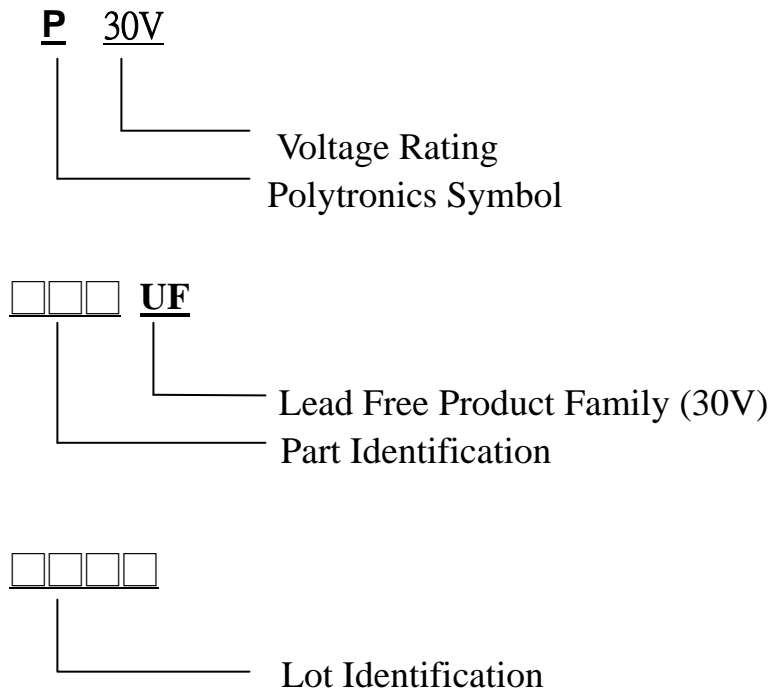 P 30V
Voltage Rating
Polytronics Symbol
□□□ UF
Lead Free Product Family (30V)
Part Identification
□□□□
Lot Identification